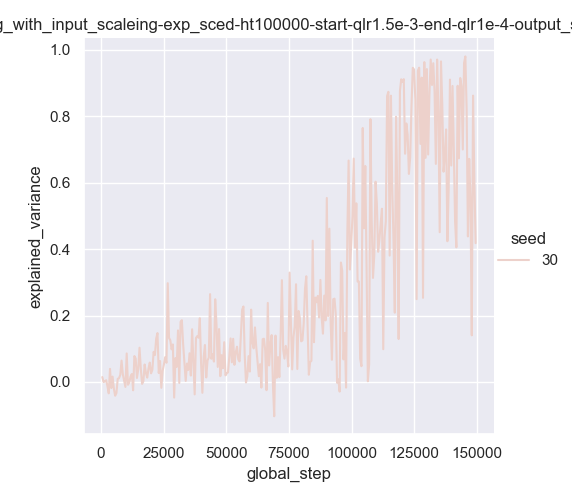 g_with_input_scaleing-exp_sced-ht100000-start-qlr1.5e-3-end-qlr1e-4-output_s
1.0
0.8
0.6
0.4
0.2
0.0
explained_variance
0 25000 50000 75000 100000 125000 150000
global_step
seed
30